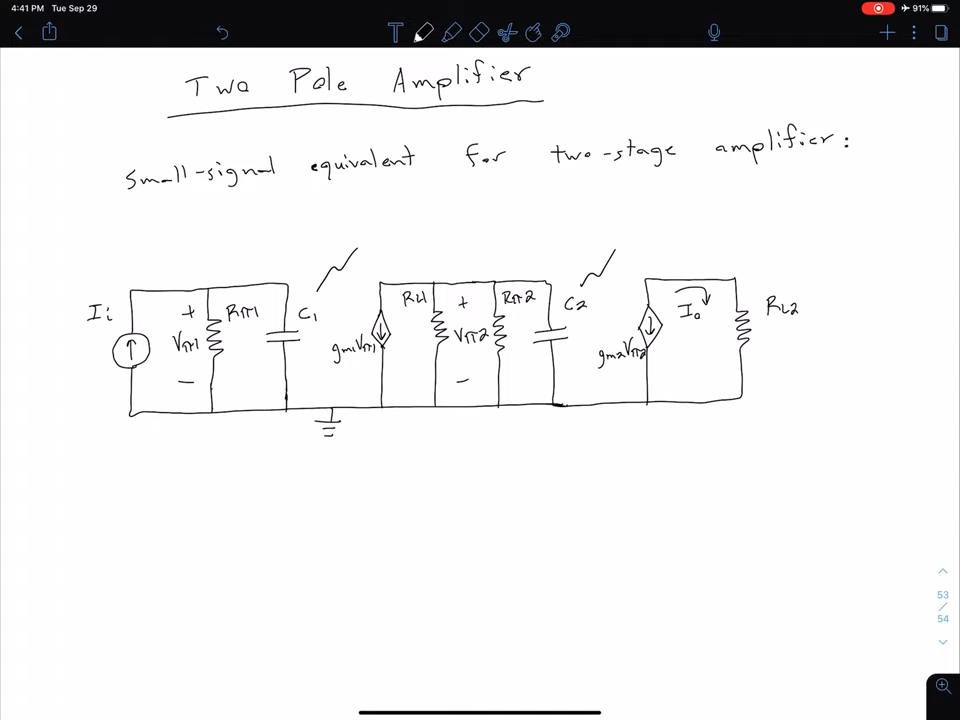 4:41 PM Tue Sep 29
91%
T
Two Pole Amplifier
small-signal equivalent for two-stage amplifier:
Ii + Vπ1 - Rπ1 C1 gm1Vπ1 RL1 + Vπ2 - Rπ2 C2 gm2Vπ2 Io RL2
53
/
54